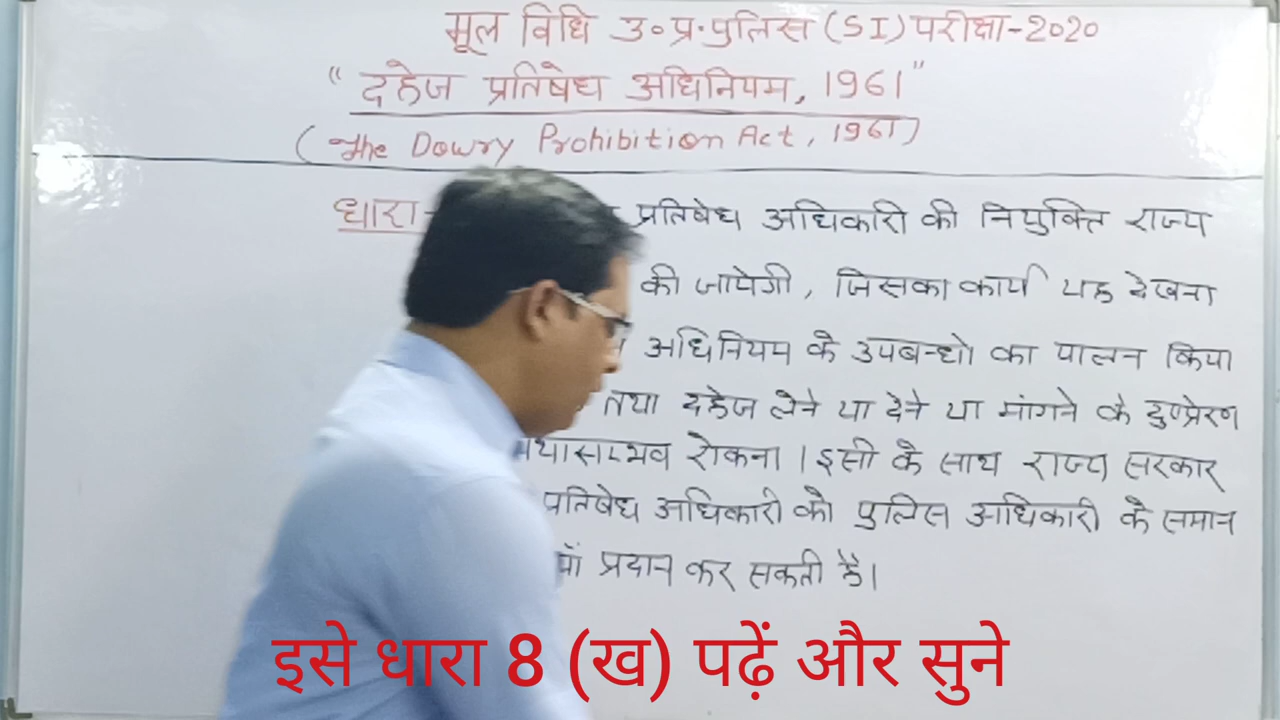 मूल विधि उ०प्र०पुलिस (SI) परीक्षा-2020
"दहेज प्रतिषेध अधिनियम, 1961"
(The Dowry Prohibition Act, 1961)
धारा- प्रतिषेध अधिकारी की नियुक्ति राज्य
की जायेगी, जिसका कार्य यह देखना
अधिनियम के उपबन्धो का पालन किया
तथा दहेज लेने या देने या मांगने के दुष्प्रेरण
यथासम्भव रोकना। इसी के साथ राज्य सरकार
प्रतिषेध अधिकारी को पुलिस अधिकारी के समान
प्रदान कर सकती है।
इसे धारा 8 (ख) पढ़ें और सुने